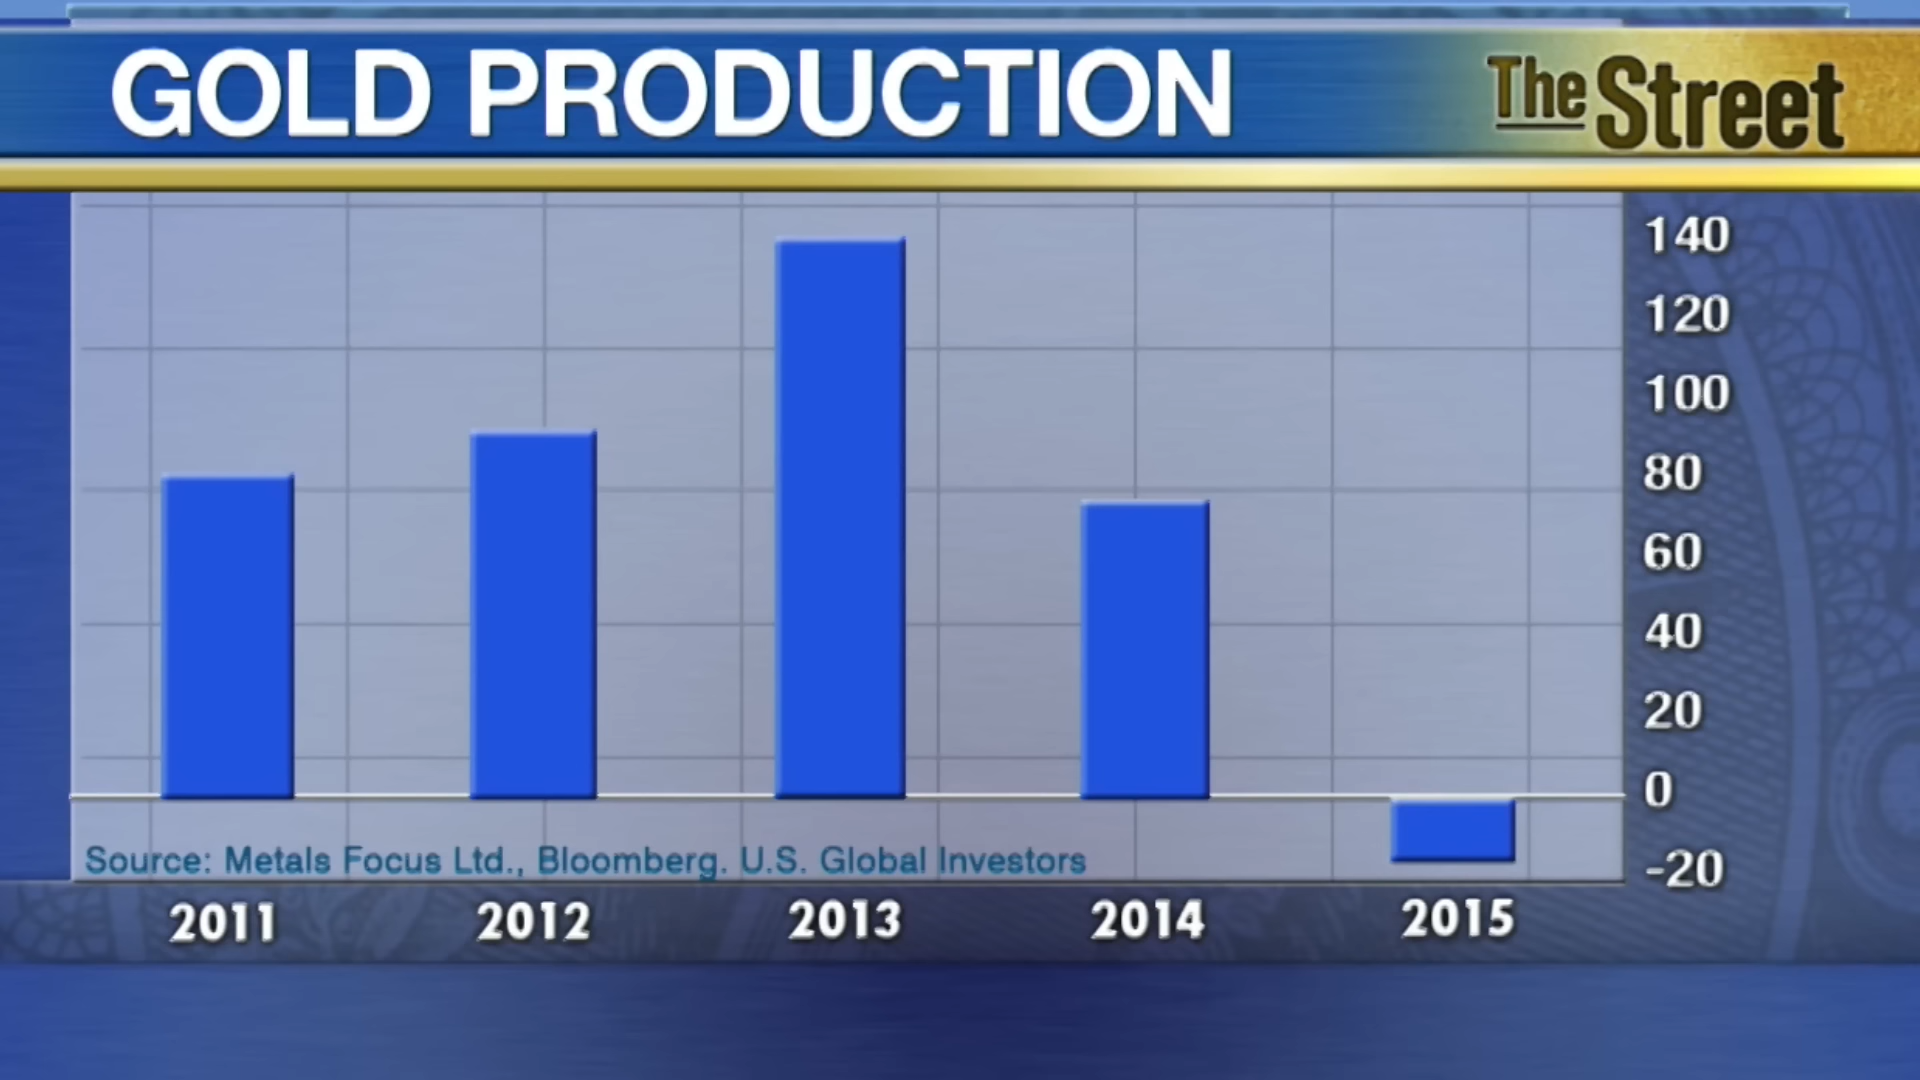 GOLD PRODUCTION
The Street
140
120
100
80
60
40
20
0
-20
Source: Metals Focus Ltd., Bloomberg. U.S. Global Investors
2011 2012 2013 2014 2015